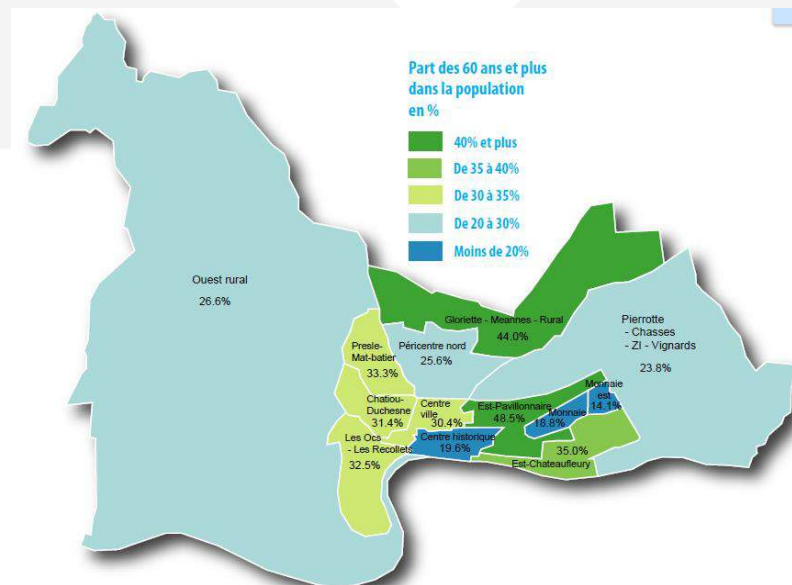 Part des 60 ans et plus
dans la population
en %
40% et plus
De 35 à 40%
De 30 à 35%
De 20 à 30%
Moins de 20%
Ouest rural
26.6%
Gloriette - Meannes - Rural
44.0%
Pierrotte
- Chasses
- ZI - Vignards
23.8%
Presle-
Mat-batier
33.3%
Péricentre nord
25.6%
Monnaie
est
14.1%
Chatiou-
Duchesne
31.4%
Centre
ville
30.4%
Est-Pavillonnaire
48.5%
Monnaie
18.8%
Les Ocs
- Les Recollets
32.5%
Centre historique
19.6%
35.0%
Est-Chateaufleury